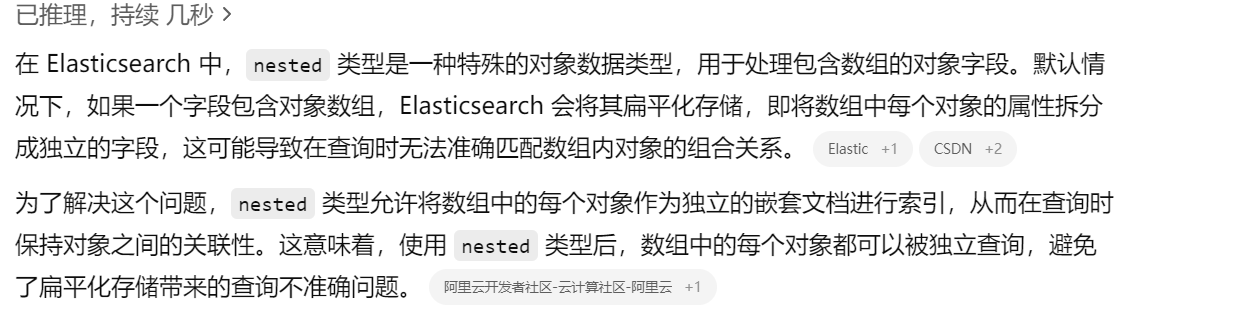 已推理，持续 几秒 >
在 Elasticsearch 中， nested 类型是一种特殊的对象数据类型，用于处理包含数组的对象字段。默认情
况下，如果一个字段包含对象数组，Elasticsearch 会将其扁平化存储，即将数组中每个对象的属性拆分
成独立的字段，这可能导致在查询时无法准确匹配数组内对象的组合关系。 Elastic +1 CSDN +2
为了解决这个问题， nested 类型允许将数组中的每个对象作为独立的嵌套文档进行索引，从而在查询时
保持对象之间的关联性。这意味着，使用 nested 类型后，数组中的每个对象都可以被独立查询，避免
了扁平化存储带来的查询不准确问题。 阿里云开发者社区-云计算社区-阿里云 +1